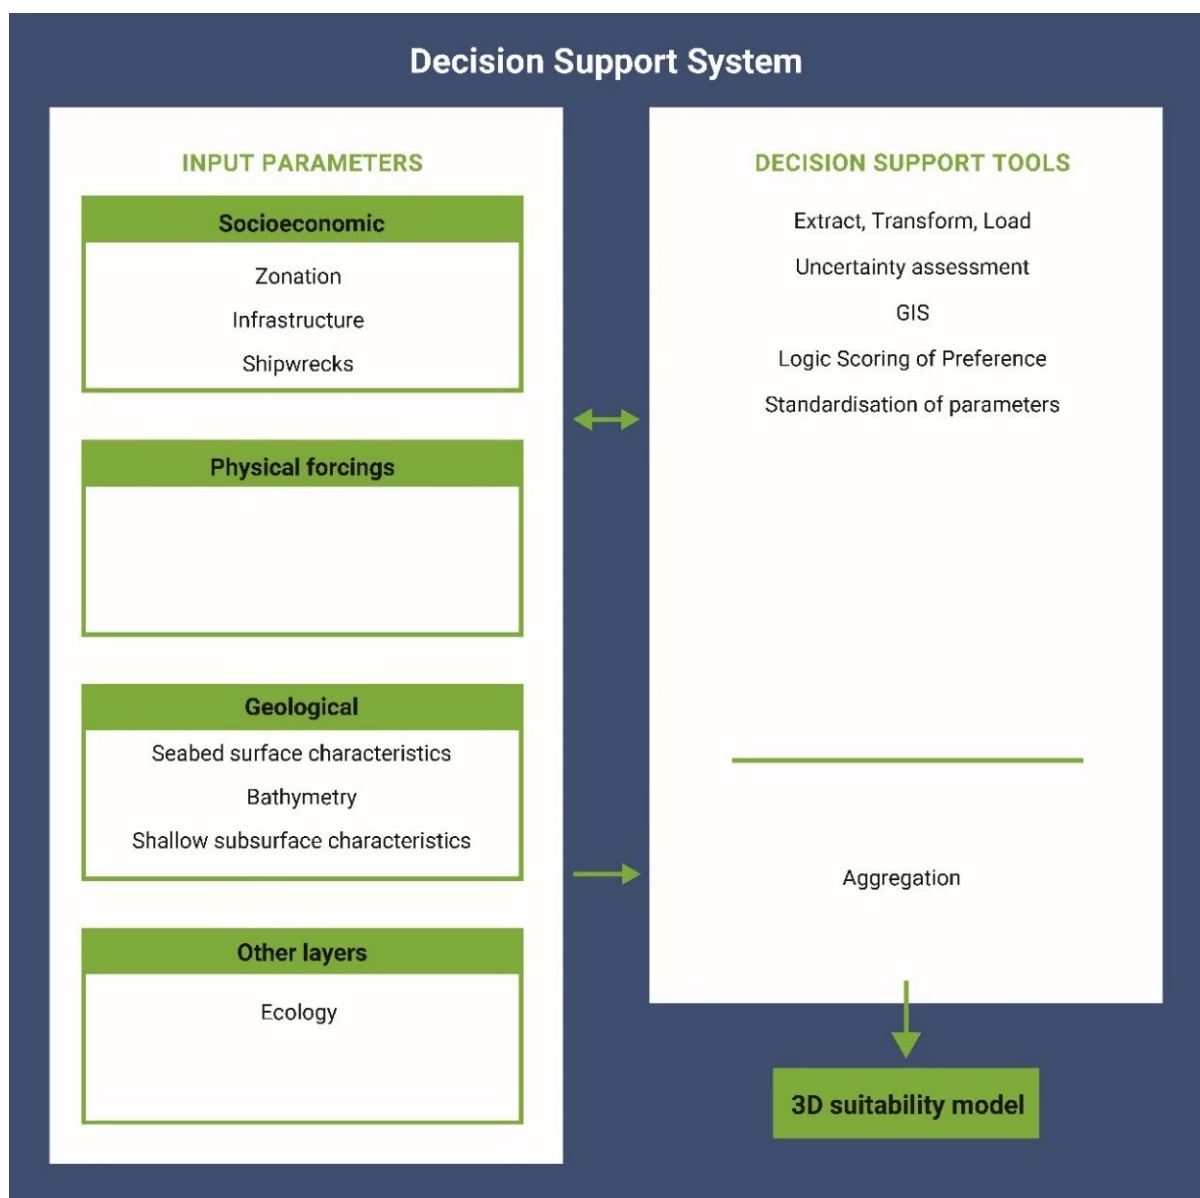 Decision Support System
INPUT PARAMETERS
Socioeconomic
Zonation
Infrastructure
Shipwrecks
Physical forcings
Geological
Seabed surface characteristics
Bathymetry
Shallow subsurface characteristics
Other layers
Ecology
DECISION SUPPORT TOOLS
Extract, Transform, Load
Uncertainty assessment
GIS
Logic Scoring of Preference
Standardisation of parameters
Aggregation
3D suitability model